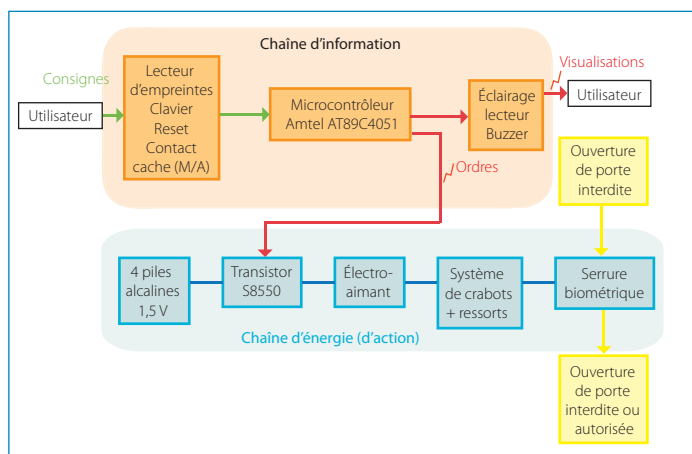 Chaîne d'information
Consignes
Utilisateur
Lecteur
d'empreintes
Clavier
Reset
Contact
cache (M/A)
Microcontrôleur
Amtel AT89C4051
Éclairage
lecteur
Buzzer
Visualisations
Utilisateur
Ordres
Ouverture
de porte
interdite
4 piles
alcalines
1,5 V
Transistor
S8550
Électro-
aimant
Système
de crabots
+ ressorts
Serrure
biométrique
Chaîne d'énergie (d'action)
Ouverture
de porte
interdite ou
autorisée